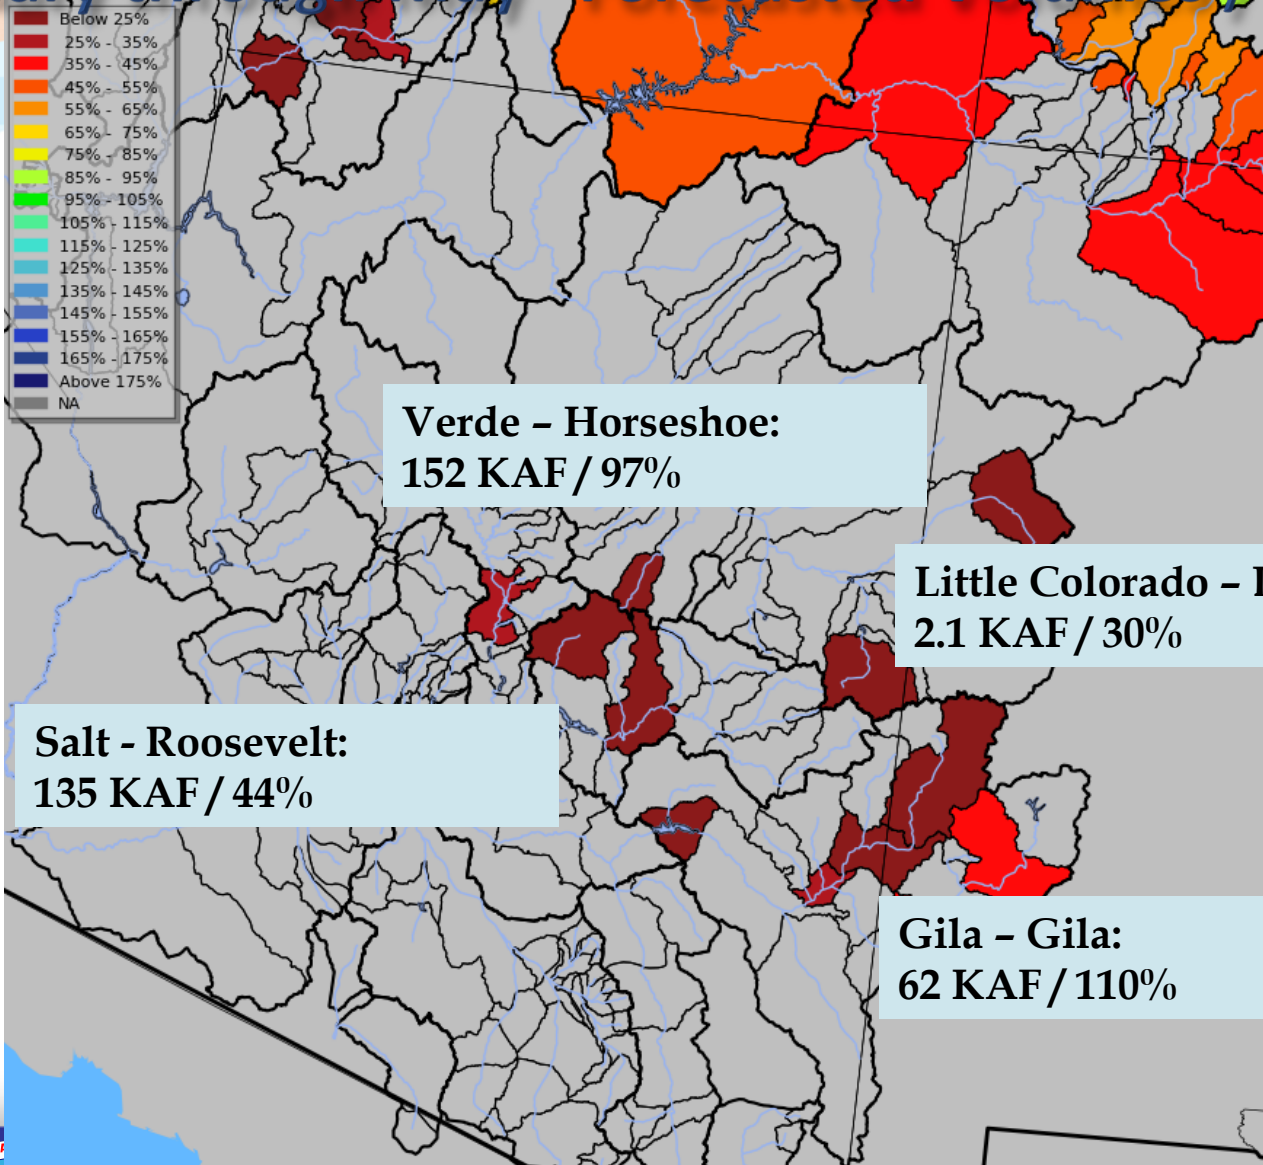 Below 25%
25% - 35%
35% - 45%
45% - 55%
55% - 65%
65% - 75%
75% - 85%
85% - 95%
95% - 105%
105% - 115%
115% - 125%
125% - 135%
135% - 145%
145% - 155%
155% - 165%
165% - 175%
Above 175%
NA
Verde – Horseshoe:
152 KAF / 97%
Little Colorado –
2.1 KAF / 30%
Salt - Roosevelt:
135 KAF / 44%
Gila – Gila:
62 KAF / 110%